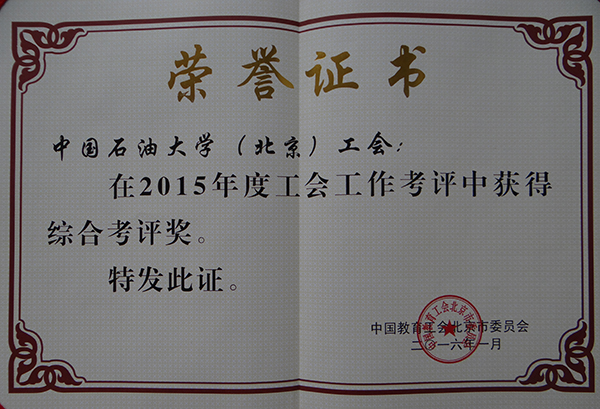 荣誉证书
中国石油大学（北京）工会：
在2015年度工会工作考评中获得
综合考评奖。
特发此证。
中国教育工会北京市委员会
二〇一六年一月